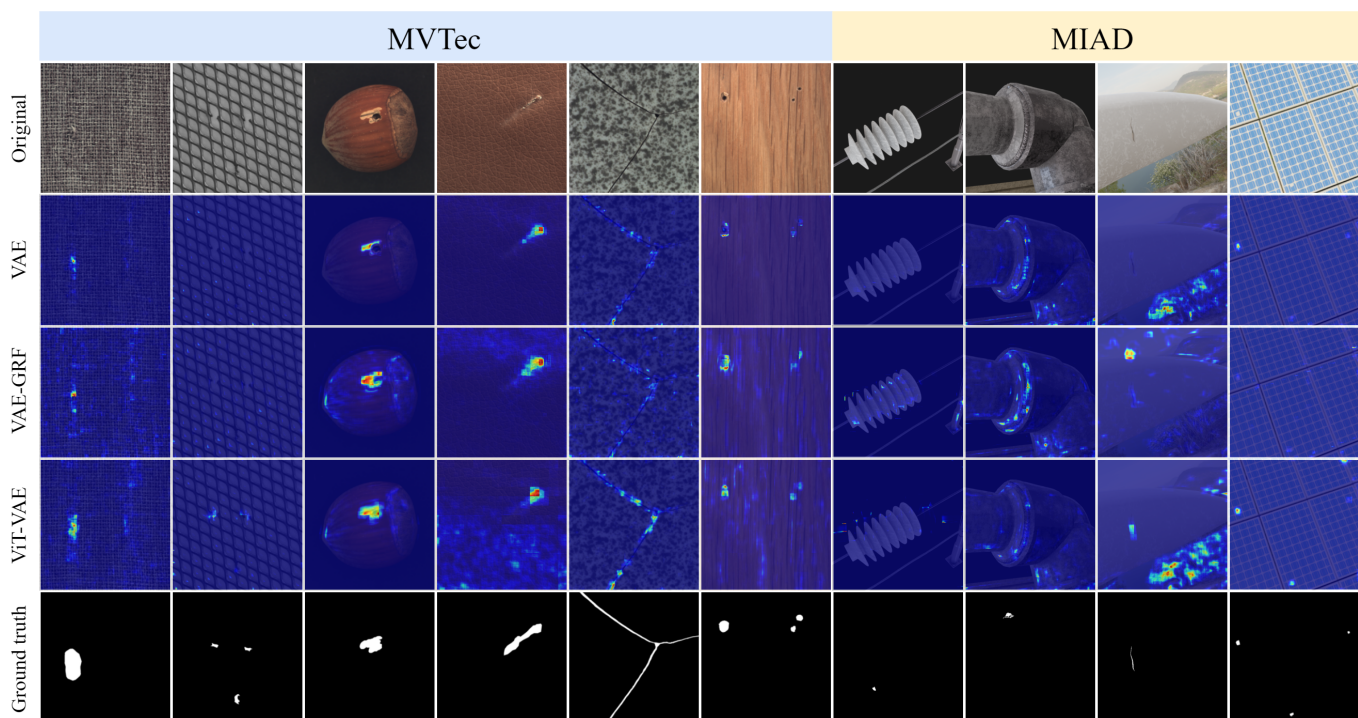 MVTec
MIAD
Original
VAE
VAE-GRF
ViT-VAE
Ground truth